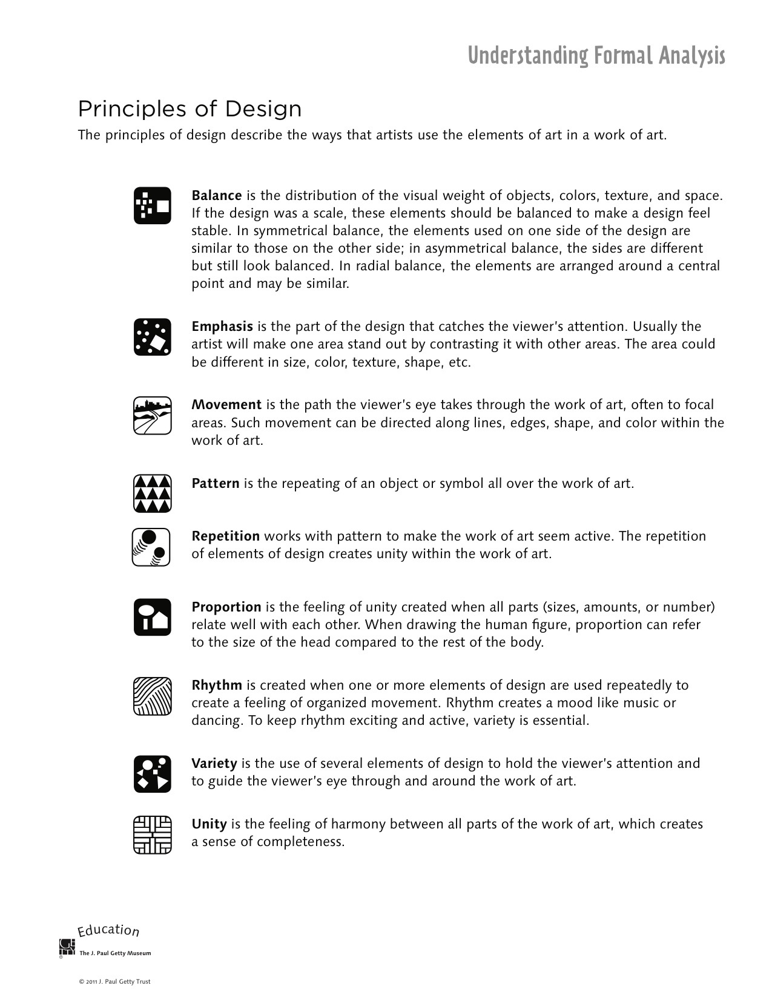 Understanding Formal Analysis
Principles of Design
The principles of design describe the ways that artists use the elements of art in a work of art.
Balance is the distribution of the visual weight of objects, colors, texture, and space.
If the design was a scale, these elements should be balanced to make a design feel
stable. In symmetrical balance, the elements used on one side of the design are
similar to those on the other side; in asymmetrical balance, the sides are different
but still look balanced. In radial balance, the elements are arranged around a central
point and may be similar.
Emphasis is the part of the design that catches the viewer’s attention. Usually the
artist will make one area stand out by contrasting it with other areas. The area could
be different in size, color, texture, shape, etc.
Movement is the path the viewer’s eye takes through the work of art, often to focal
areas. Such movement can be directed along lines, edges, shape, and color within the
work of art.
Pattern is the repeating of an object or symbol all over the work of art.
Repetition works with pattern to make the work of art seem active. The repetition
of elements of design creates unity within the work of art.
Proportion is the feeling of unity created when all parts (sizes, amounts, or number)
relate well with each other. When drawing the human figure, proportion can refer
to the size of the head compared to the rest of the body.
Rhythm is created when one or more elements of design are used repeatedly to
create a feeling of organized movement. Rhythm creates a mood like music or
dancing. To keep rhythm exciting and active, variety is essential.
Variety is the use of several elements of design to hold the viewer’s attention and
to guide the viewer’s eye through and around the work of art.
Unity is the feeling of harmony between all parts of the work of art, which creates
a sense of completeness.
Education
GETTY
®
The J. Paul Getty Museum
© 2011 J. Paul Getty Trust